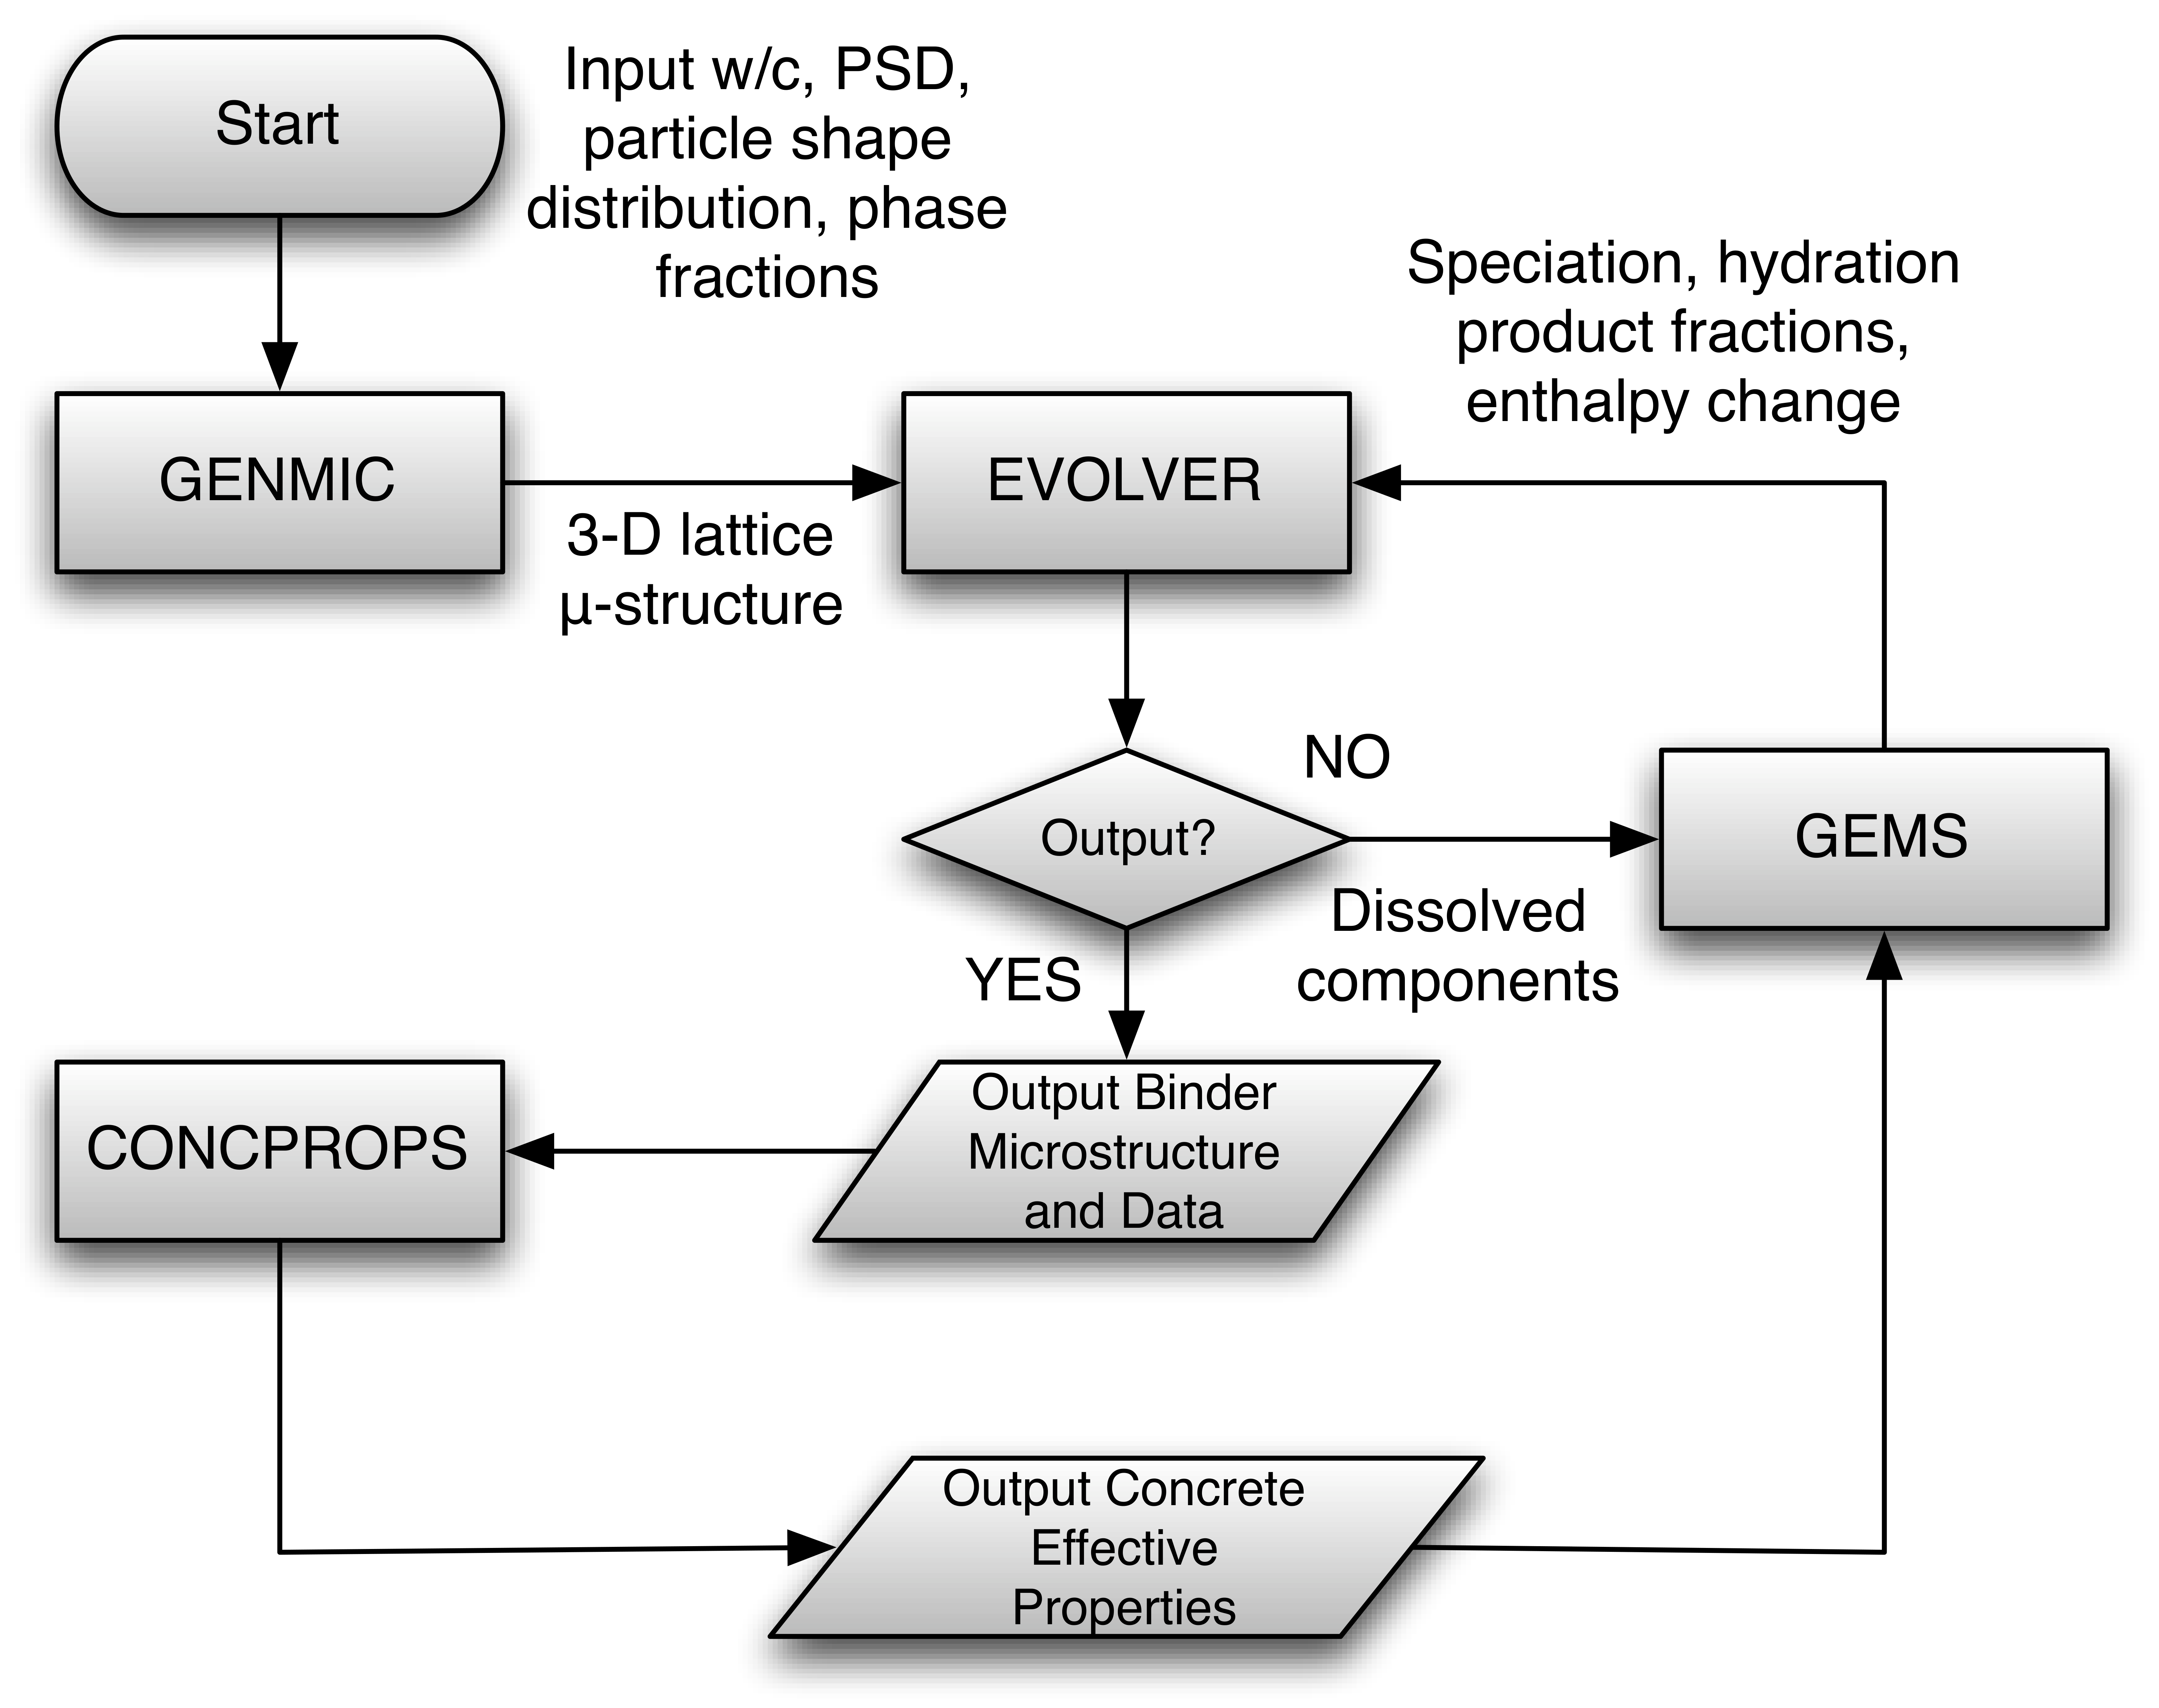 Start
Input w/c, PSD,
particle shape
distribution, phase
fractions
Speciation, hydration
product fractions,
enthalpy change
GENMIC
3-D lattice
µ-structure
EVOLVER
NO
Output?
GEMS
Dissolved
components
YES
Output Binder
Microstructure
and Data
CONCPROPS
Output Concrete
Effective
Properties